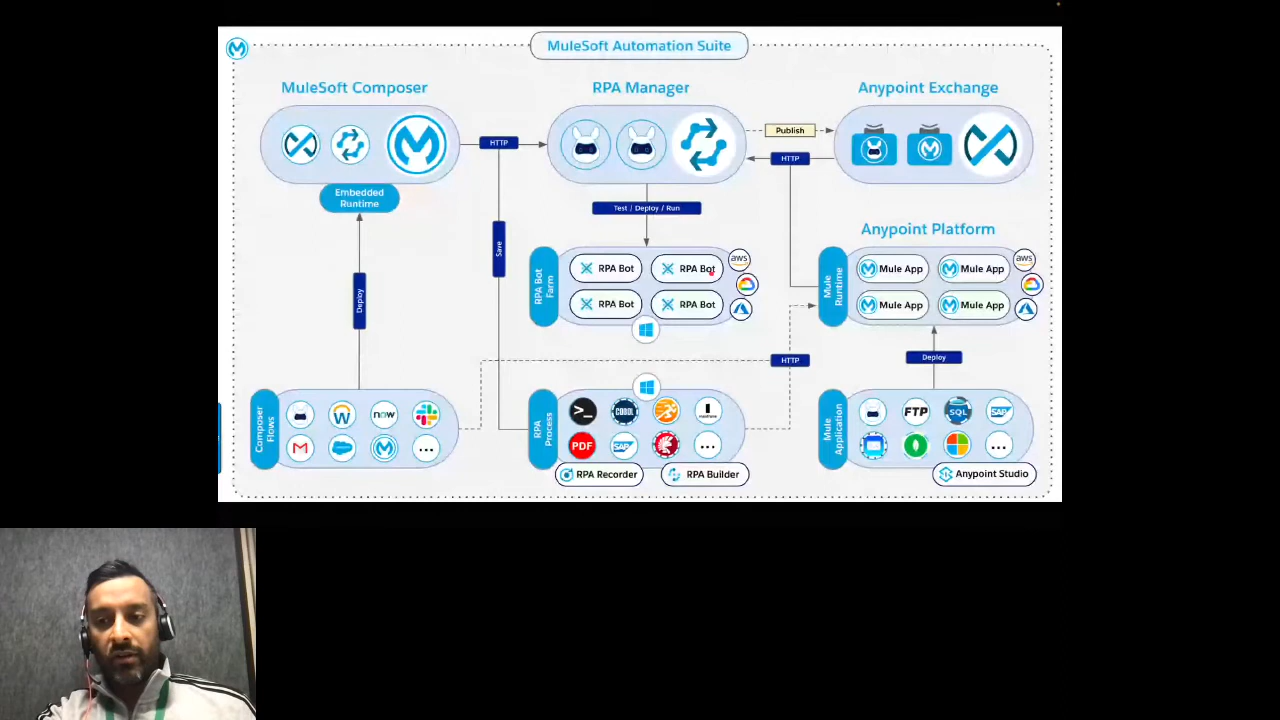 MuleSoft Automation Suite
MuleSoft Composer
RPA Manager
Anypoint Exchange
HTTP
Publish
HTTP
Embedded
Runtime
Test / Deploy / Run
Save
Deploy
Anypoint Platform
RPA Bot
Farm
RPA Bot
RPA Bot
RPA Bot
RPA Bot
aws
Mule
Runtime
Mule App
Mule App
Mule App
Mule App
aws
HTTP
Deploy
Composer
Flows
now
RPA
Process
COBOL
PDF
SAP
RPA Recorder
RPA Builder
Mule
Application
FTP
SQL
SAP
Anypoint Studio